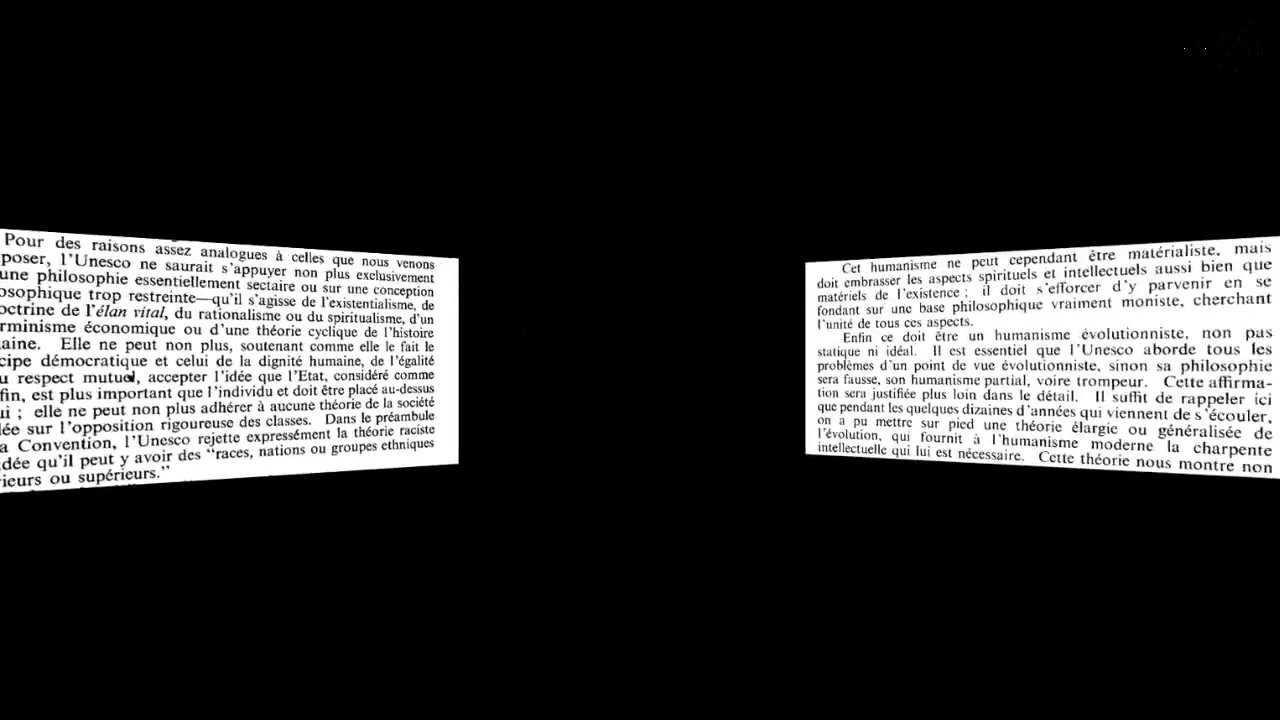 Pour des raisons assez analogues à celles que nous venons
poser, l'Unesco ne saurait s'appuyer non plus exclusivement
une philosophie essentiellement sectaire ou sur une conception
osophique trop restreinte—qu'il s'agisse de l'existentialisme, de
octrine de l'élan vital, du rationalisme ou du spiritualisme, d'un
rminisme économique ou d'une théorie cyclique de l'histoire
aine. Elle ne peut non plus, soutenant comme elle le fait le
cipe démocratique et celui de la dignité humaine, de l'égalité
u respect mutuel, accepter l'idée que l'Etat, considéré comme
fin, est plus important que l'individu et doit être placé au-dessus
ui ; elle ne peut non plus adhérer à aucune théorie de la société
ée sur l'opposition rigoureuse des classes. Dans le préambule
a Convention, l'Unesco rejette expressément la théorie raciste
idée qu'il peut y avoir des "races, nations ou groupes ethniques
rieurs ou supérieurs."
Cet humanisme ne peut cependant être matérialiste, mais
doit embrasser les aspects spirituels et intellectuels aussi bien que
matériels de l'existence ; il doit s'efforcer d'y parvenir en se
fondant sur une base philosophique vraiment moniste, cherchant
l'unité de tous ces aspects.
Enfin ce doit être un humanisme évolutionniste, non pas
statique ni idéal. Il est essentiel que l'Unesco aborde tous les
problèmes d'un point de vue évolutionniste, sinon sa philosophie
sera fausse, son humanisme partial, voire trompeur. Cette affirma-
tion sera justifiée plus loin dans le détail. Il suffit de rappeler ici
que pendant les quelques dizaines d'années qui viennent de s'écouler,
on a pu mettre sur pied une théorie élargie ou généralisée de
l'évolution, qui fournit à l'humanisme moderne la charpente
intellectuelle qui lui est nécessaire. Cette théorie nous montre non